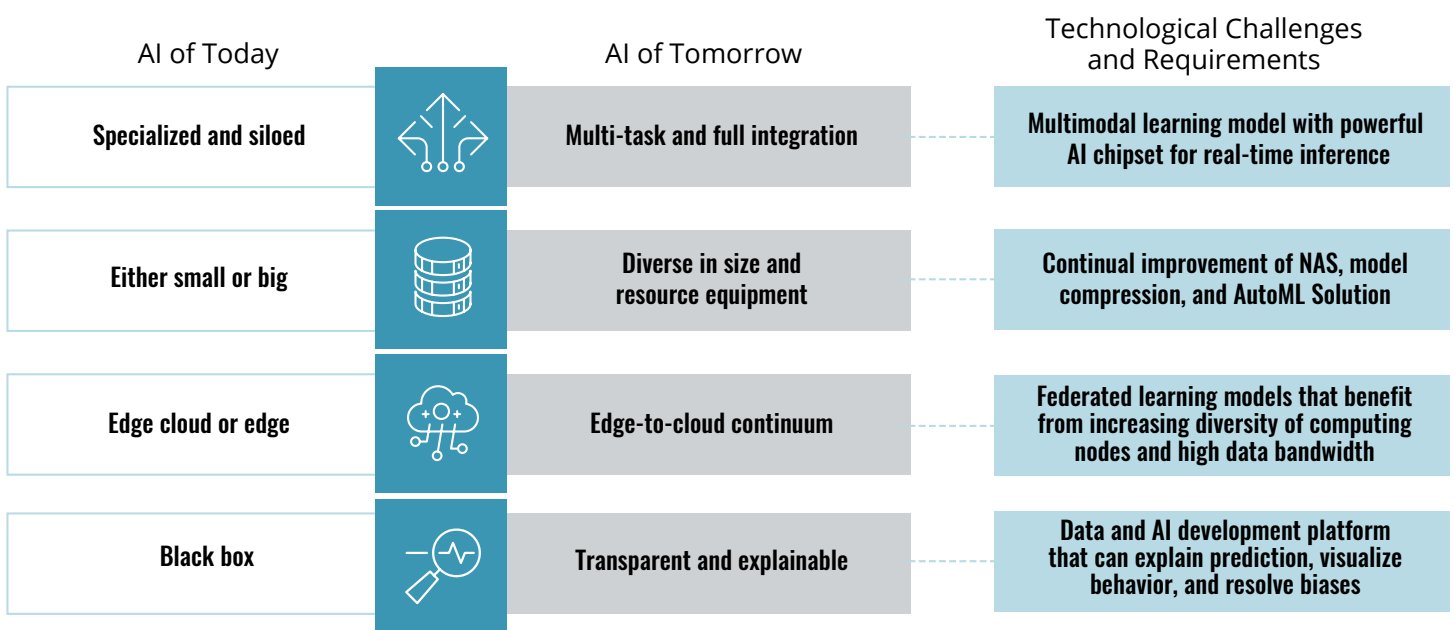 AI of Today
AI of Tomorrow
Technological Challenges
and Requirements
Specialized and siloed
Multi-task and full integration
Multimodal learning model with powerful
AI chipset for real-time inference
Either small or big
Diverse in size and
resource equipment
Continual improvement of NAS, model
compression, and AutoML Solution
Edge cloud or edge
Edge-to-cloud continuum
Federated learning models that benefit
from increasing diversity of computing
nodes and high data bandwidth
Black box
Transparent and explainable
Data and AI development platform
that can explain prediction, visualize
behavior, and resolve biases